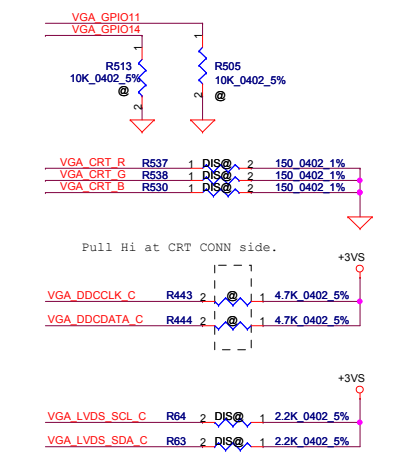 VGA_GPIO11
VGA_GPIO14
1
1
R513
10K_0402_5%
@
2
R505
10K_0402_5%
@
2
VGA_CRT_R R537 1 DIS@ 2 150_0402_1%
VGA_CRT_G R538 1 DIS@ 2 150_0402_1%
VGA_CRT_B R530 1 DIS@ 2 150_0402_1%
Pull Hi at CRT CONN side.
+3VS
VGA_DDCCLK_C R443 2 @ 1 4.7K_0402_5%
VGA_DDCDATA_C R444 2 @ 1 4.7K_0402_5%
+3VS
VGA_LVDS_SCL_C R64 2 DIS@ 1 2.2K_0402_5%
VGA_LVDS_SDA_C R63 2 DIS@ 1 2.2K_0402_5%